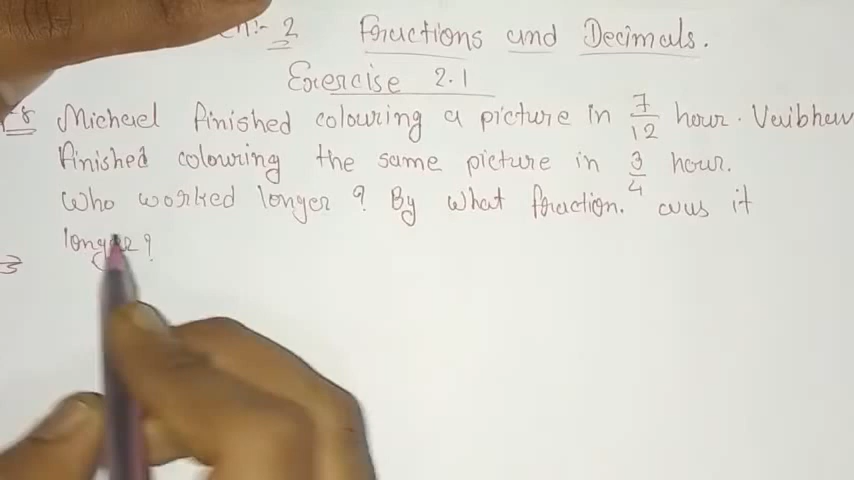 2 Fractions and Decimals.
Exercise 2.1
8 Michael finished colouring a picture in 7/12 hour. Vaibhav
finished colouring the same picture in 3/4 hour.
Who worked longer ? By what fraction. was it
longer?